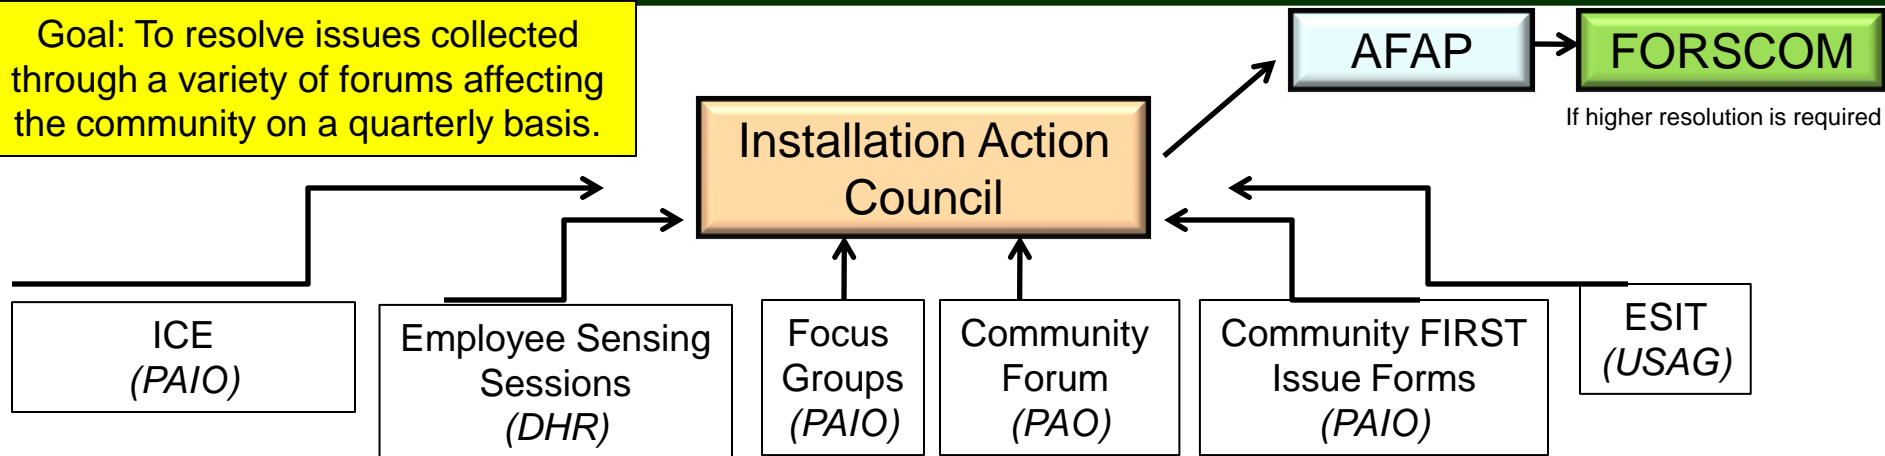 Goal: To resolve issues collected
through a variety of forums affecting
the community on a quarterly basis.
AFAP
FORSCOM
If higher resolution is required
Installation Action
Council
ICE
(PAIO)
Employee Sensing
Sessions
(DHR)
Focus
Groups
(PAIO)
Community
Forum
(PAO)
Community FIRST
Issue Forms
(PAIO)
ESIT
(USAG)